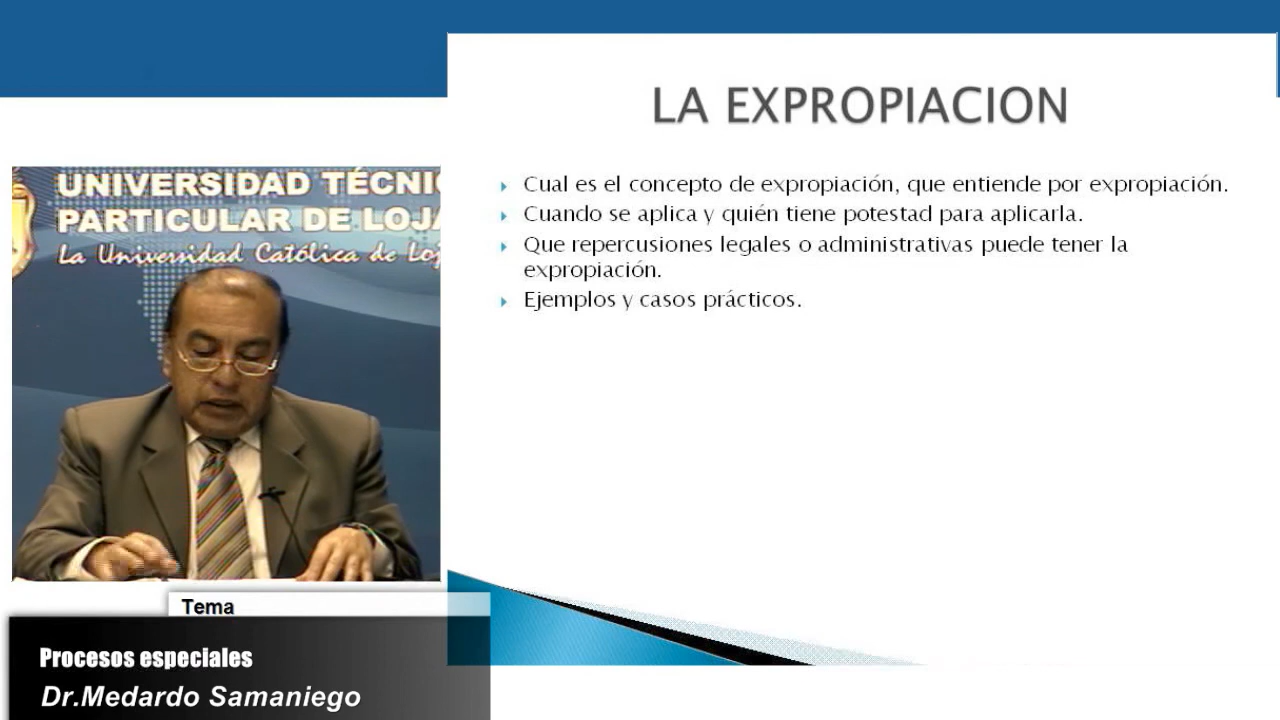 LA EXPROPIACION
Cual es el concepto de expropiación, que entiende por expropiación.
Cuando se aplica y quién tiene potestad para aplicarla.
Que repercusiones legales o administrativas puede tener la
expropiación.
Ejemplos y casos prácticos.
UNIVERSIDAD TÉCNI
PARTICULAR DE LOJA
La Universidad Católica de Loj
Tema
Procesos especiales
Dr.Medardo Samaniego